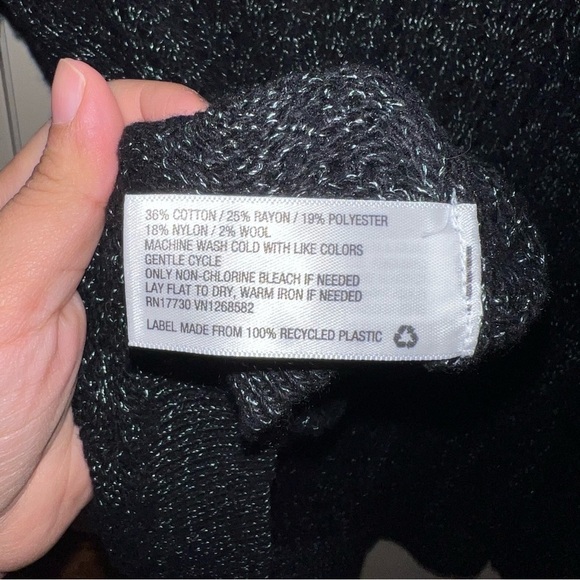 36% COTTON / 25% RAYON / 19% POLYESTER
18% NYLON / 2% WOOL
MACHINE WASH COLD WITH LIKE COLORS
GENTLE CYCLE
ONLY NON-CHLORINE BLEACH IF NEEDED
LAY FLAT TO DRY, WARM IRON IF NEEDED
RN17730 VN1268582
LABEL MADE FROM 100% RECYCLED PLASTIC